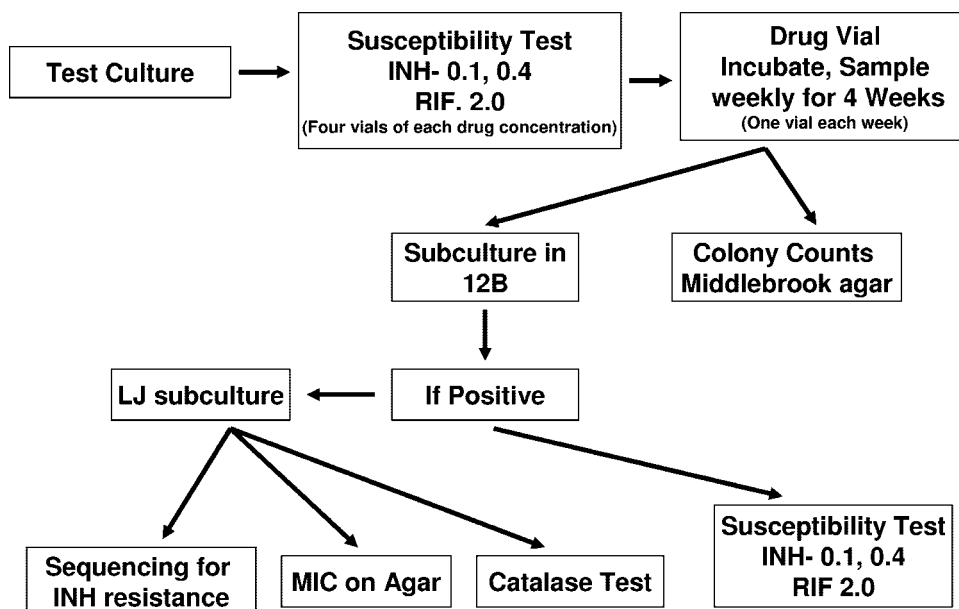 Test Culture
Susceptibility Test
INH- 0.1, 0.4
RIF. 2.0
(Four vials of each drug concentration)
Drug Vial
Incubate, Sample
weekly for 4 Weeks
(One vial each week)
Subculture in
12B
Colony Counts
Middlebrook agar
LJ subculture
If Positive
Sequencing for
INH resistance
MIC on Agar
Catalase Test
Susceptibility Test
INH- 0.1, 0.4
RIF 2.0